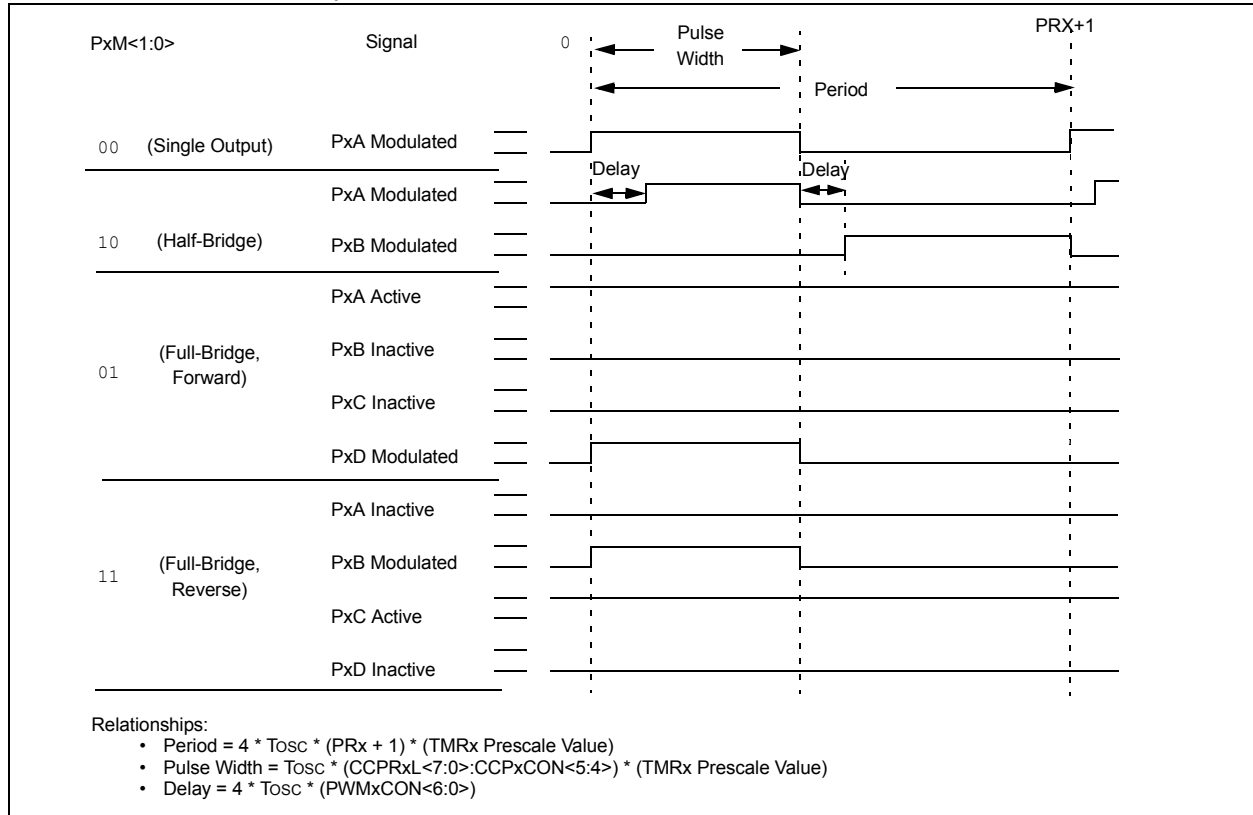 PxM<1:0>
Signal
0
Pulse
Width
PRX+1
Period
00 (Single Output)
PxA Modulated
Delay
Delay
PxA Modulated
10 (Half-Bridge)
PxB Modulated
PxA Active
01 (Full-Bridge,
Forward)
PxB Inactive
PxC Inactive
PxD Modulated
PxA Inactive
11 (Full-Bridge,
Reverse)
PxB Modulated
PxC Active
PxD Inactive
Relationships:
• Period = 4 * TOSC * (PRx + 1) * (TMRx Prescale Value)
• Pulse Width = TOSC * (CCPRxL<7:0>:CCPxCON<5:4>) * (TMRx Prescale Value)
• Delay = 4 * TOSC * (PWMxCON<6:0>)